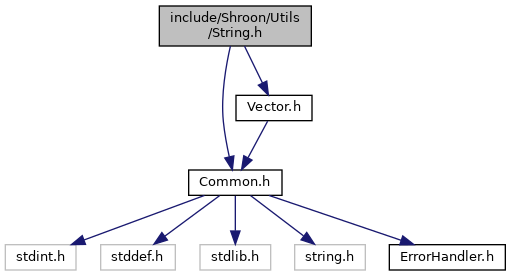 include/Shroon/Utils
/String.h
Vector.h
Common.h
stdint.h
stddef.h
stdlib.h
string.h
ErrorHandler.h